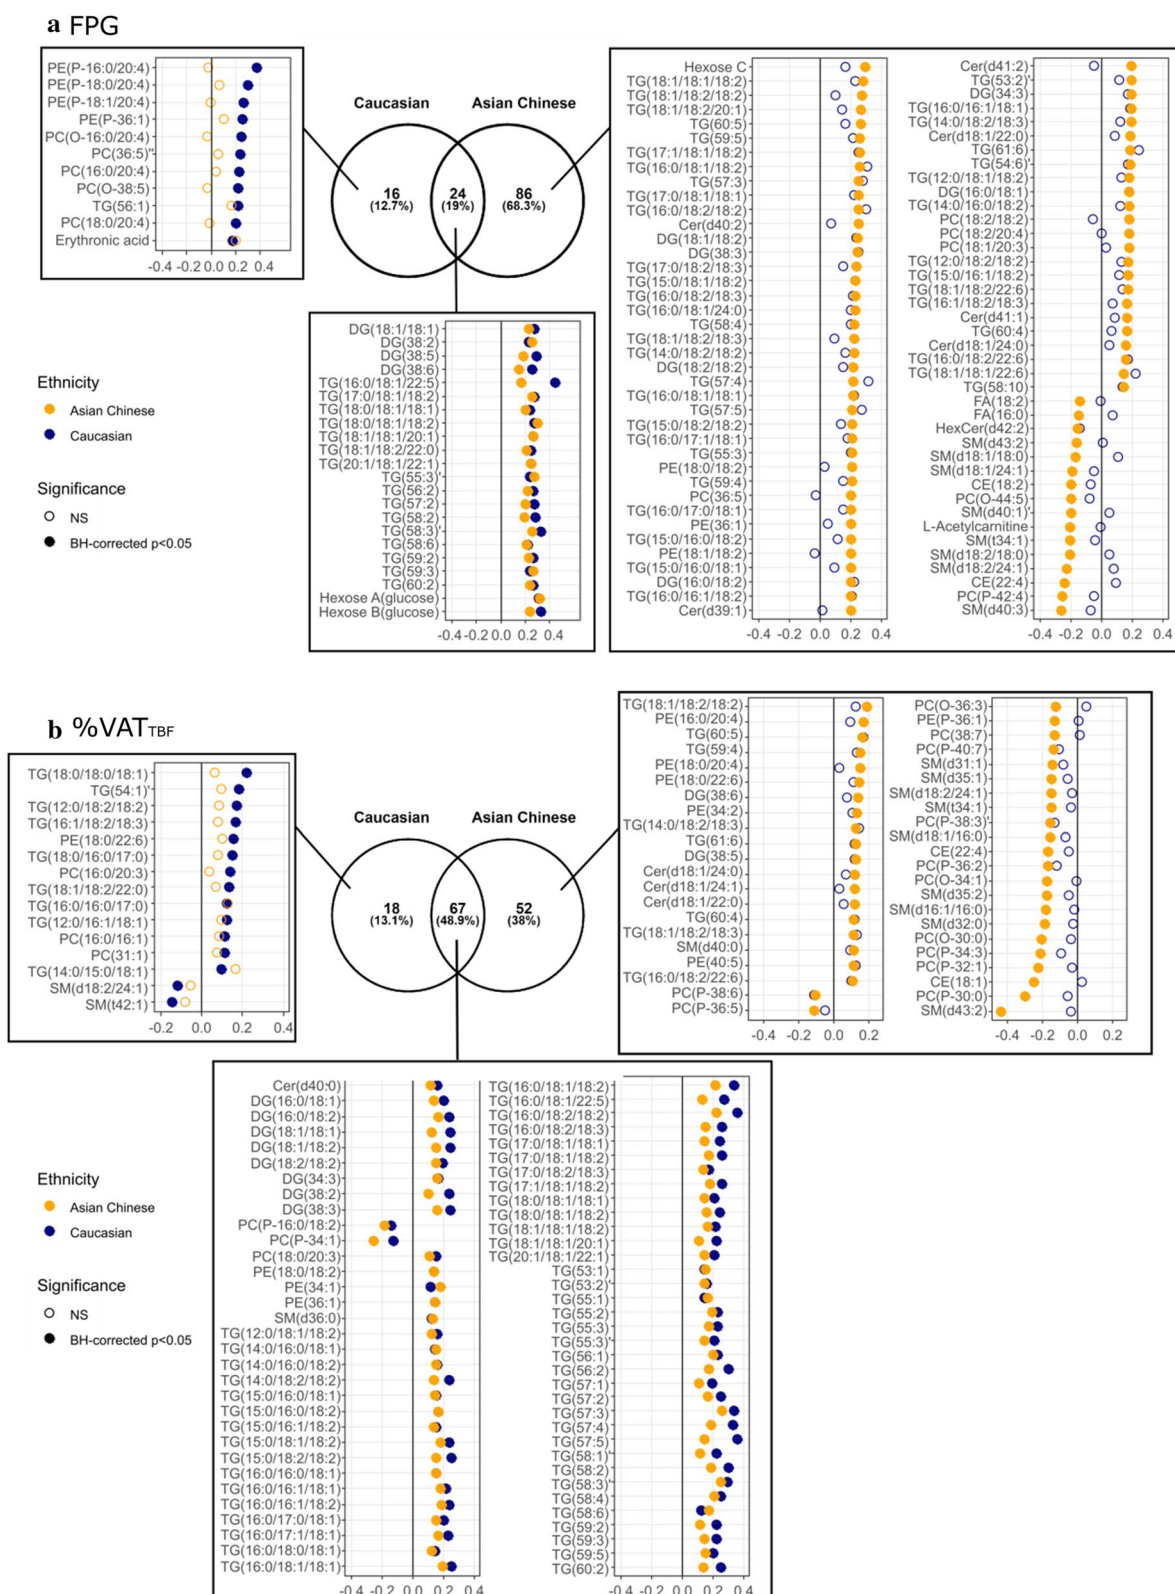 a FPG
PE(P-16:0/20:4)
PE(P-18:0/20:4)
PE(P-18:1/20:4)
PE(P-36:1)
PC(O-16:0/20:4)
PC(36:5)"
PC(16:0/20:4)
PC(O-38:5)
TG(56:1)
PC(18:0/20:4)
Erythronic acid
-0.4 -0.2 0.0 0.2 0.4
Caucasian Asian Chinese
16 (12.7%)
24 (19%)
86 (68.3%)
DG(18:1/18:1)
DG(38:2)
DG(38:5)
DG(38:6)
TG(16:0/18:1/22:5)
TG(17:0/18:1/18:2)
TG(18:0/18:1/18:1)
TG(18:0/18:1/18:2)
TG(18:1/18:1/20:1)
TG(18:1/18:2/22:0)
TG(20:1/18:1/22:1)
TG(55:3)'
TG(56:2)
TG(57:2)
TG(58:2)
TG(58:3)'
TG(58:6)
TG(59:2)
TG(59:3)
TG(60:2)
Hexose A(glucose)
Hexose B(glucose)
-0.4 -0.2 0.0 0.2 0.4
Hexose C
TG(18:1/18:1/18:2)
TG(18:1/18:2/18:2)
TG(18:1/18:2/20:1)
TG(60:5)
TG(59:5)
TG(17:1/18:1/18:2)
TG(16:0/18:1/18:2)
TG(57:3)
TG(17:0/18:1/18:1)
TG(16:0/18:2/18:2)
Cer(d40:2)
DG(18:1/18:2)
DG(38:3)
TG(17:0/18:2/18:3)
TG(15:0/18:1/18:2)
TG(16:0/18:2/18:3)
TG(16:0/18:1/24:0)
TG(58:4)
TG(18:1/18:2/18:3)
TG(14:0/18:2/18:2)
DG(18:2/18:2)
TG(57:4)
TG(16:0/18:1/18:1)
TG(57:5)
TG(15:0/18:2/18:2)
TG(16:0/17:1/18:1)
TG(55:3)
PE(18:0/18:2)
TG(59:4)
PC(36:5)
TG(16:0/17:0/18:1)
PE(36:1)
TG(15:0/16:0/18:2)
PE(18:1/18:2)
TG(15:0/16:0/18:1)
DG(16:0/18:2)
TG(16:0/16:1/18:2)
Cer(d39:1)
-0.4 -0.2 0.0 0.2 0.4
Cer(d41:2)
TG(53:2)'
DG(34:3)
TG(16:0/16:1/18:1)
TG(14:0/18:2/18:3)
Cer(d18:1/22:0)
TG(61:6)
TG(54:6)'
TG(12:0/18:1/18:2)
DG(16:0/18:1)
TG(14:0/16:0/18:2)
PC(18:2/18:2)
PC(18:2/20:4)
PC(18:1/20:3)
TG(12:0/18:2/18:2)
TG(15:0/16:1/18:2)
TG(18:1/18:2/22:6)
TG(16:1/18:2/18:3)
Cer(d41:1)
TG(60:4)
Cer(d18:1/24:0)
TG(16:0/18:2/22:6)
TG(18:1/18:1/22:6)
TG(58:10)
FA(18:2)
FA(16:0)
HexCer(d42:2)
SM(d43:2)
SM(d18:1/18:0)
SM(d18:1/24:1)
CE(18:2)
PC(O-44:5)
SM(d40:1)'
L-Acetylcarnitine
SM(t34:1)
SM(d18:2/18:0)
SM(d18:2/24:1)
CE(22:4)
PC(P-42:4)
SM(d40:3)
-0.4 -0.2 0.0 0.2 0.4
Ethnicity
Asian Chinese
Caucasian
Significance
NS
BH-corrected p<0.05
b %VATTBF
TG(18:0/18:0/18:1)
TG(54:1)'
TG(12:0/18:2/18:2)
TG(16:1/18:2/18:3)
PE(18:0/22:6)
TG(18:0/16:0/17:0)
PC(16:0/20:3)
TG(18:1/18:2/22:0)
TG(16:0/16:0/17:0)
TG(12:0/16:1/18:1)
PC(16:0/16:1)
PC(31:1)
TG(14:0/15:0/18:1)
SM(d18:2/24:1)
SM(t42:1)
-0.2 0.0 0.2 0.4
Caucasian Asian Chinese
18 (13.1%)
67 (48.9%)
52 (38%)
TG(18:1/18:2/18:2)
PE(16:0/20:4)
TG(60:5)
TG(59:4)
PE(18:0/20:4)
PE(18:0/22:6)
DG(38:6)
PE(34:2)
TG(14:0/18:2/18:3)
TG(61:6)
DG(38:5)
Cer(d18:1/24:0)
Cer(d18:1/24:1)
Cer(d18:1/22:0)
TG(60:4)
TG(18:1/18:2/18:3)
SM(d40:0)
PE(40:5)
TG(16:0/18:2/22:6)
PC(P-38:6)
PC(P-36:5)
-0.4 -0.2 0.0 0.2
PC(O-36:3)
PE(P-36:1)
PC(38:7)
PC(P-40:7)
SM(d31:1)
SM(d35:1)
SM(d18:2/24:1)
SM(t34:1)
PC(P-38:3)'
SM(d18:1/16:0)
CE(22:4)
PC(P-36:2)
PC(O-34:1)
SM(d35:2)
SM(d16:1/16:0)
SM(d32:0)
PC(O-30:0)
PC(P-34:3)
PC(P-32:1)
CE(18:1)
PC(P-30:0)
SM(d43:2)
-0.4 -0.2 0.0 0.2
Cer(d40:0)
DG(16:0/18:1)
DG(16:0/18:2)
DG(18:1/18:1)
DG(18:1/18:2)
DG(18:2/18:2)
DG(34:3)
DG(38:2)
DG(38:3)
PC(P-16:0/18:2)
PC(P-34:1)
PC(18:0/20:3)
PE(18:0/18:2)
PE(34:1)
PE(36:1)
SM(d36:0)
TG(12:0/18:1/18:2)
TG(14:0/16:0/18:1)
TG(14:0/16:0/18:2)
TG(14:0/18:2/18:2)
TG(15:0/16:0/18:1)
TG(15:0/16:0/18:2)
TG(15:0/16:1/18:2)
TG(15:0/18:1/18:2)
TG(15:0/18:2/18:2)
TG(16:0/16:0/18:1)
TG(16:0/16:1/18:1)
TG(16:0/16:1/18:2)
TG(16:0/17:0/18:1)
TG(16:0/17:1/18:1)
TG(16:0/18:0/18:1)
TG(16:0/18:1/18:1)
-0.4 -0.2 0.0 0.2 0.4
TG(16:0/18:1/18:2)
TG(16:0/18:1/22:5)
TG(16:0/18:2/18:2)
TG(16:0/18:2/18:3)
TG(17:0/18:1/18:1)
TG(17:0/18:1/18:2)
TG(17:0/18:2/18:3)
TG(17:1/18:1/18:2)
TG(18:0/18:1/18:1)
TG(18:0/18:1/18:2)
TG(18:1/18:1/18:2)
TG(18:1/18:1/20:1)
TG(20:1/18:1/22:1)
TG(53:1)
TG(53:2)'
TG(55:1)
TG(55:2)
TG(55:3)
TG(55:3)'
TG(56:1)
TG(56:2)
TG(57:1)
TG(57:2)
TG(57:3)
TG(57:4)
TG(57:5)
TG(58:1)'
TG(58:2)
TG(58:3)'
TG(58:4)
TG(58:6)
TG(59:2)
TG(59:3)
TG(59:5)
TG(60:2)
-0.4 -0.2 0.0 0.2 0.4
Ethnicity
Asian Chinese
Caucasian
Significance
NS
BH-corrected p<0.05